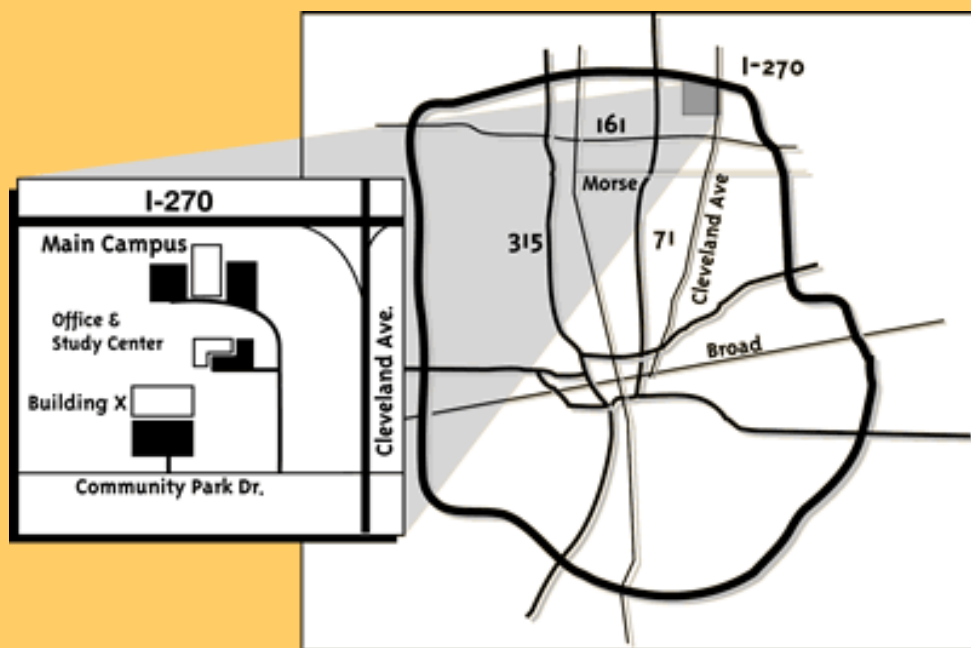 I-270
161
Morse
315
71
Cleveland Ave
Broad
I-270
Main Campus
Office &
Study Center
Building X
Cleveland Ave.
Community Park Dr.